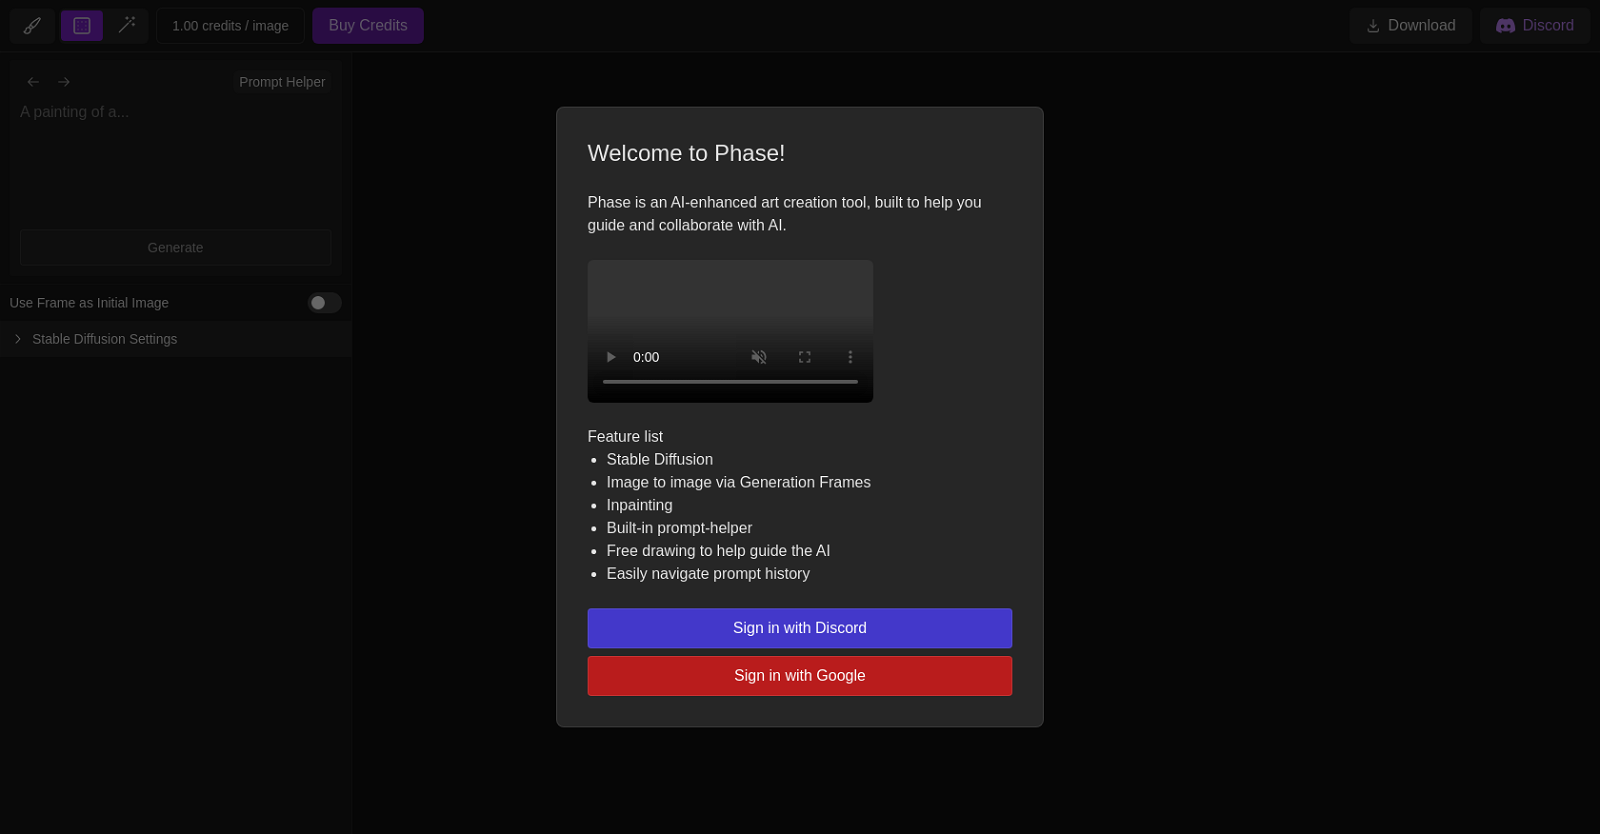 1.00 credits / image
Buy Credits
Download
Discord
Prompt Helper
A painting of a...
Generate
Use Frame as Initial Image
Stable Diffusion Settings
Welcome to Phase!
Phase is an AI-enhanced art creation tool, built to help you
guide and collaborate with AI.
0:00
Feature list
• Stable Diffusion
• Image to image via Generation Frames
• Inpainting
• Built-in prompt-helper
• Free drawing to help guide the AI
• Easily navigate prompt history
Sign in with Discord
Sign in with Google